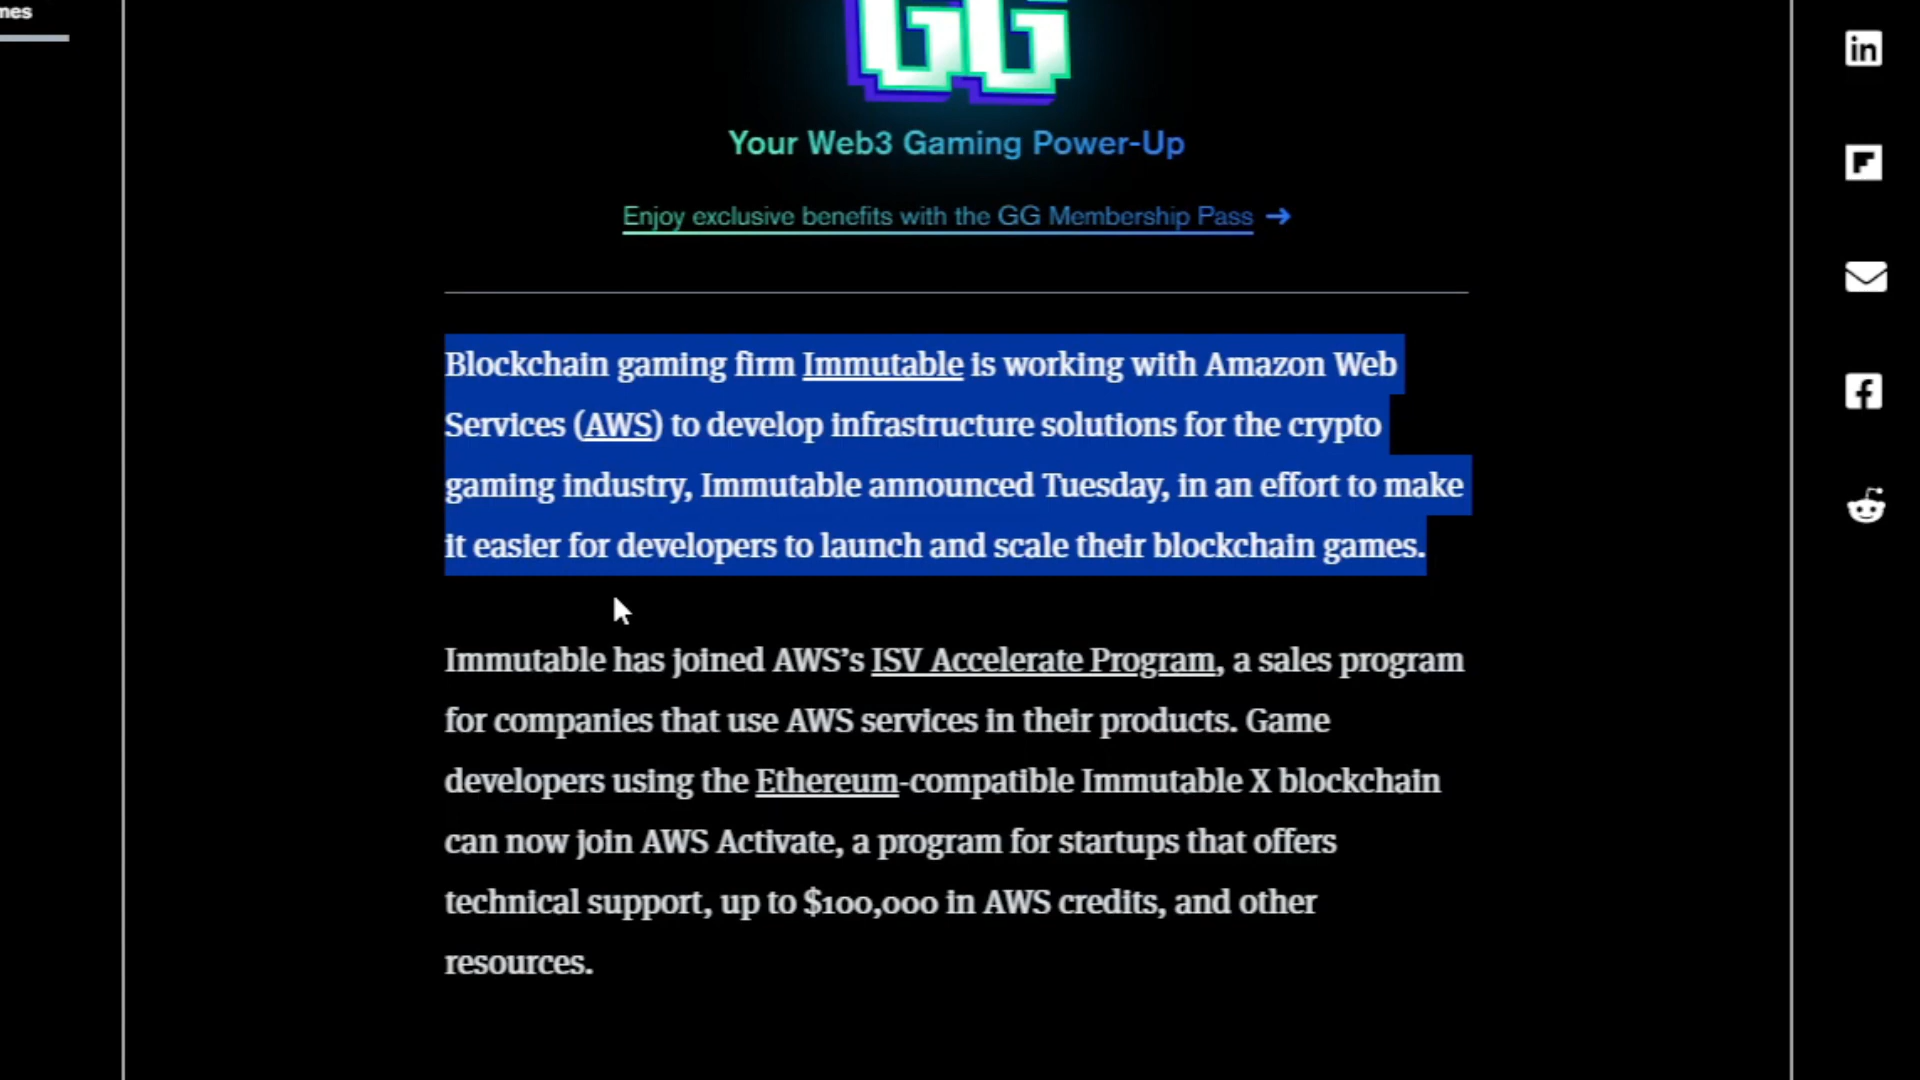 mes
GG
Your Web3 Gaming Power-Up
Enjoy exclusive benefits with the GG Membership Pass →
Blockchain gaming firm Immutable is working with Amazon Web
Services (AWS) to develop infrastructure solutions for the crypto
gaming industry, Immutable announced Tuesday, in an effort to make
it easier for developers to launch and scale their blockchain games.
Immutable has joined AWS’s ISV Accelerate Program, a sales program
for companies that use AWS services in their products. Game
developers using the Ethereum-compatible Immutable X blockchain
can now join AWS Activate, a program for startups that offers
technical support, up to $100,000 in AWS credits, and other
resources.
in